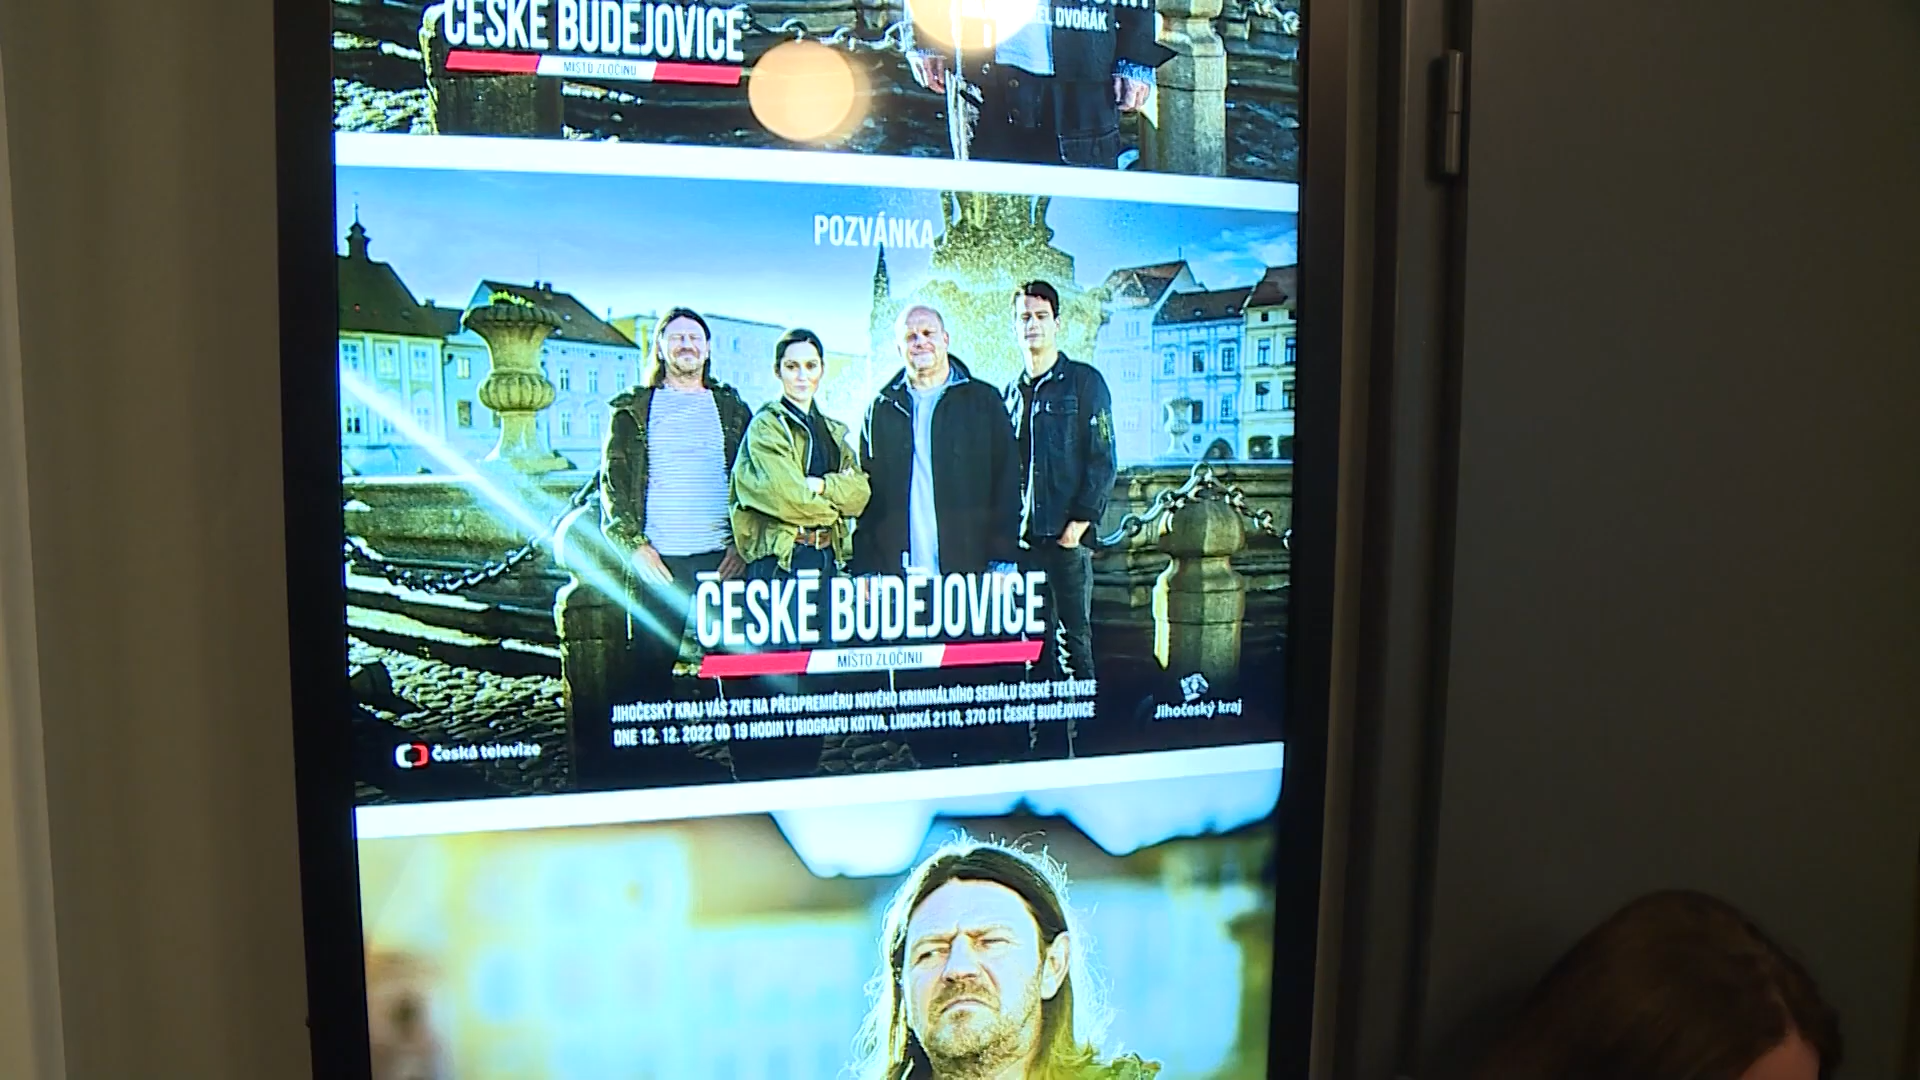 ČESKÉ BUDĚJOVICE
MÍSTO ZLOČINU
DVOŘÁK
POZVÁNKA
ČESKÉ BUDĚJOVICE
MÍSTO ZLOČINU
JIHOČESKÝ KRAJ VÁS ZVE NA PŘEDPREMIÉRU NOVÉHO KRIMINÁLNÍHO SERIÁLU ČESKÉ TELEVIZE
DNE 12. 12. 2022 OD 19 HODIN V BIOGRAFU KOTVA, LIDICKÁ 2110, 370 01 ČESKÉ BUDĚJOVICE
Jihočeský kraj
Česká televize